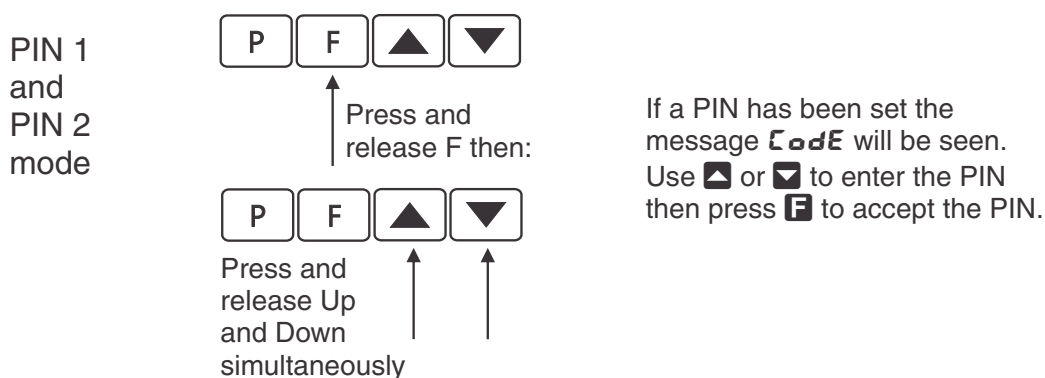 PIN 1
and
PIN 2
mode
P F ▲ ▼
Press and
release F then:
P F ▲ ▼
Press and
release Up
and Down
simultaneously
If a PIN has been set the
message CodE will be seen.
Use ▲ or ▼ to enter the PIN
then press F to accept the PIN.